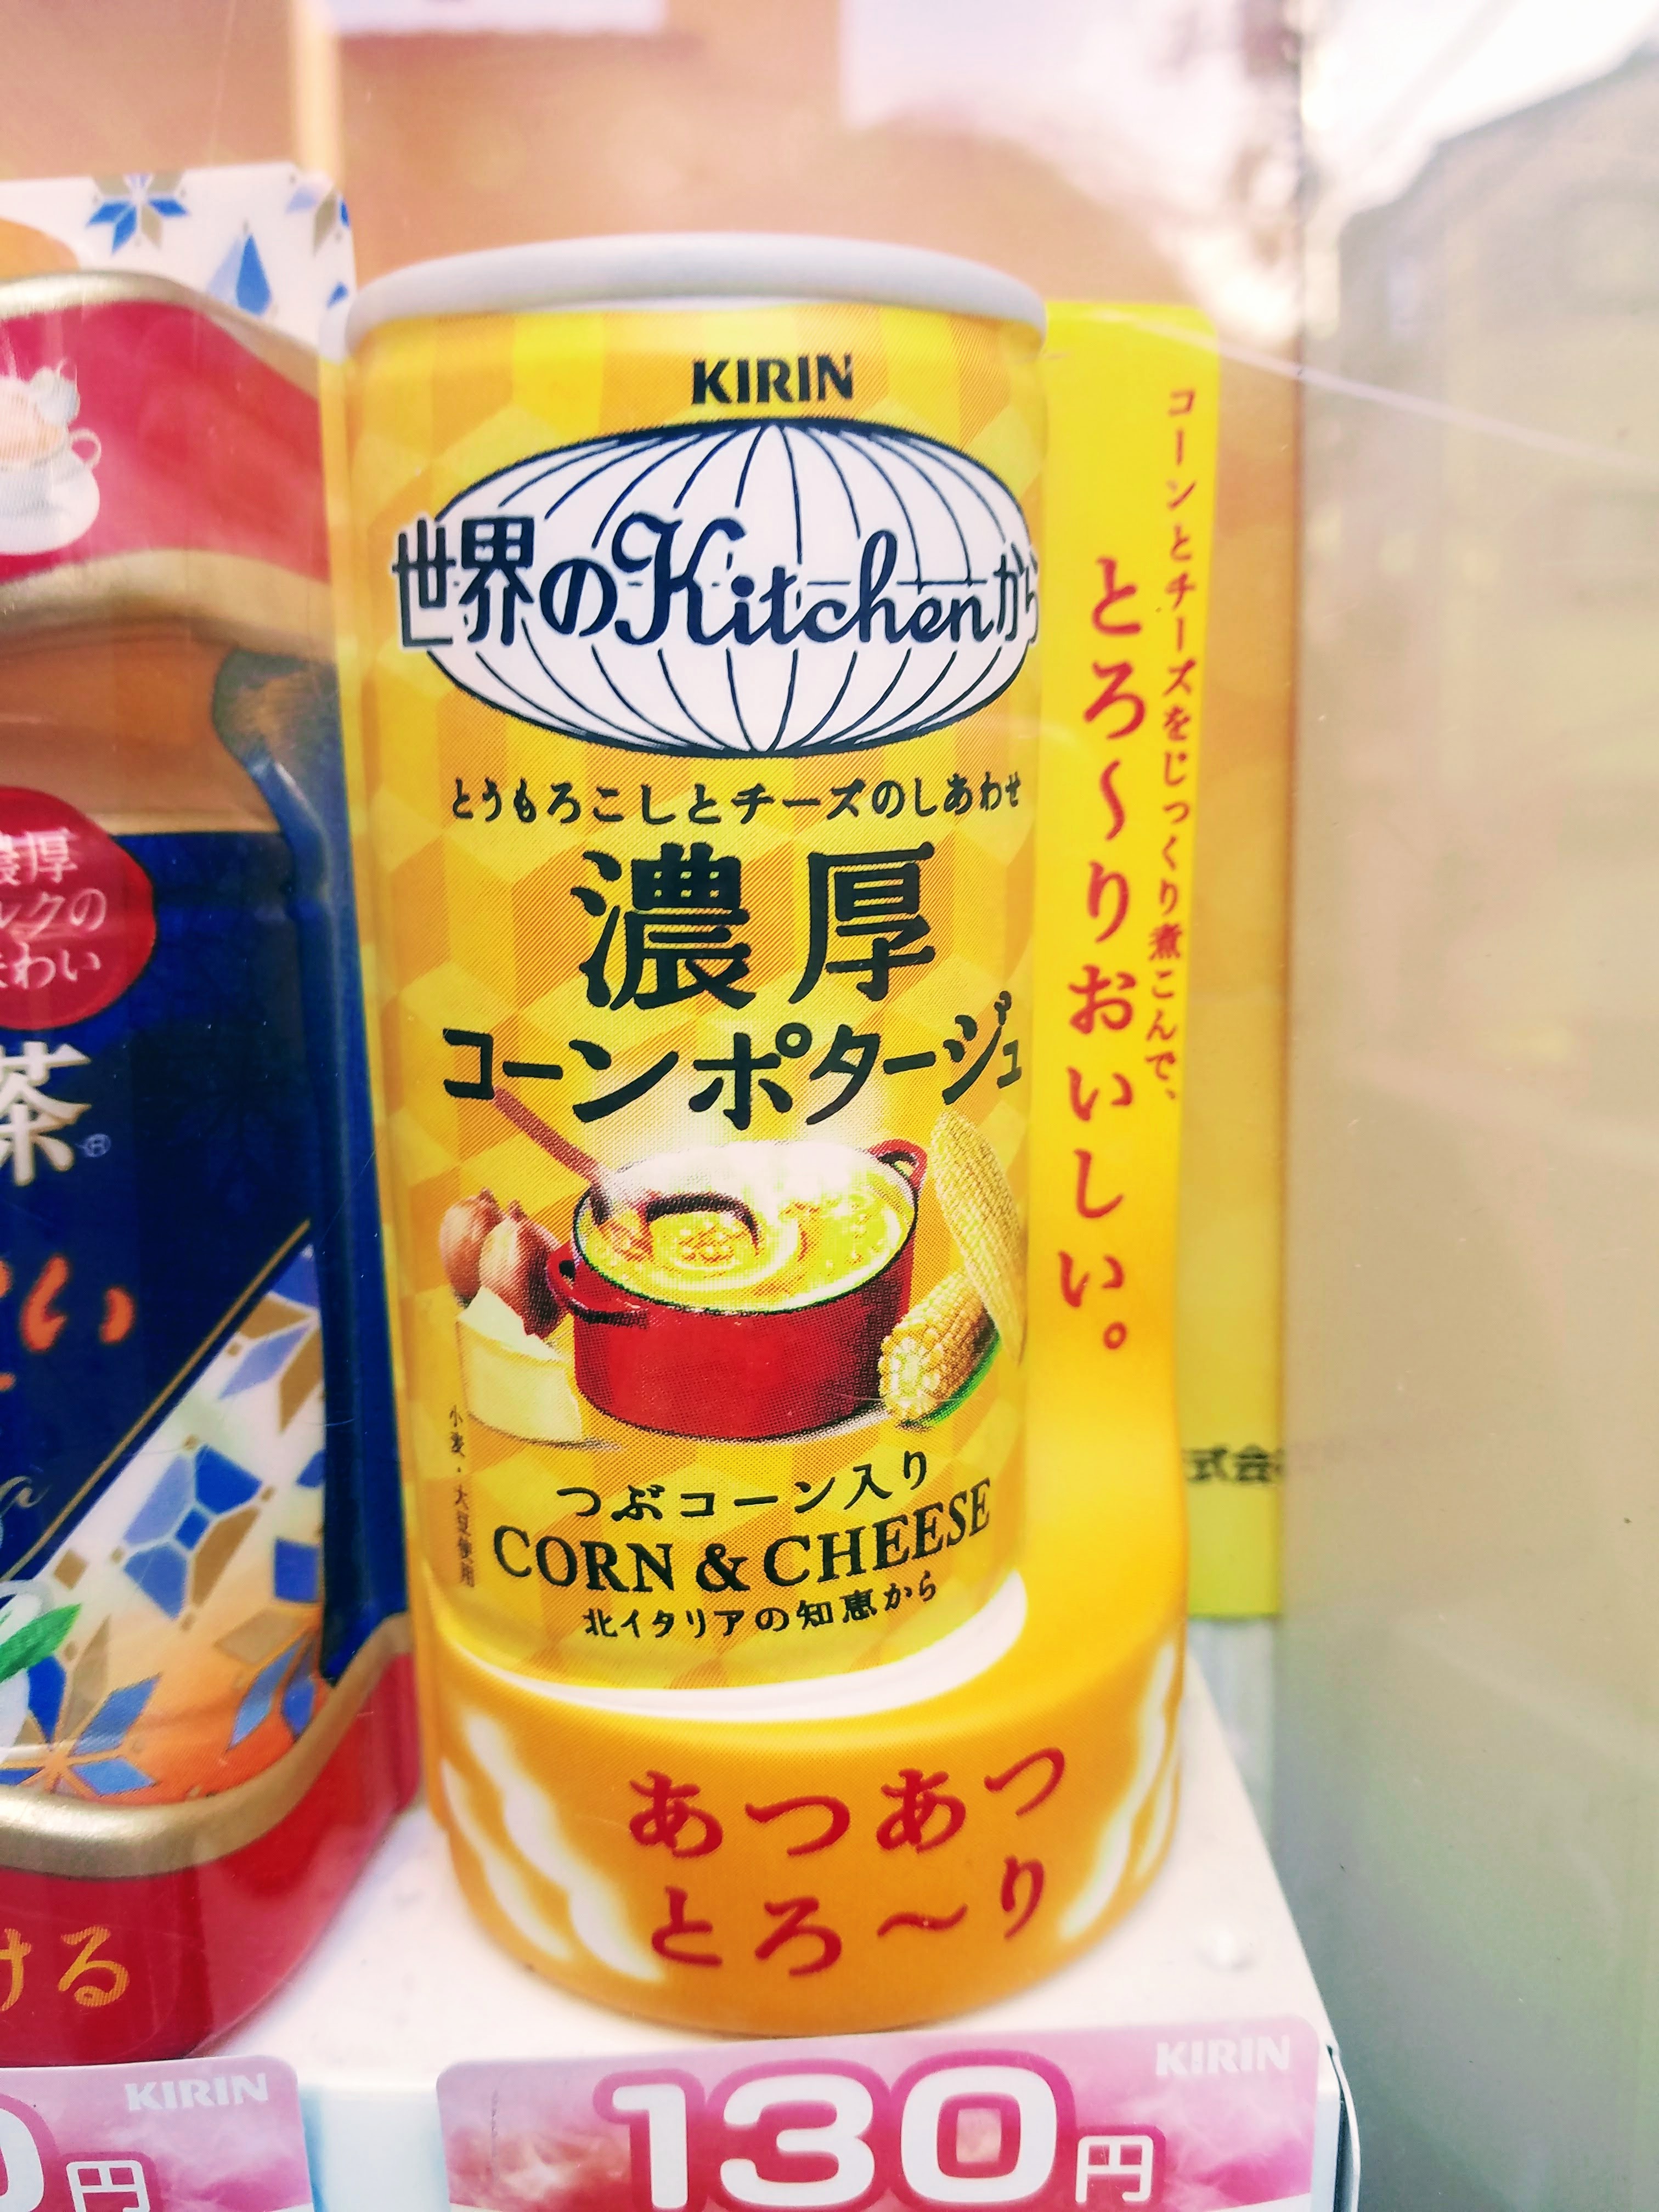 KIRIN
世界のKitchenから
とうもろこしとチーズのしあわせ
濃厚
コーンポタージュ
小麦・大豆使用
つぶコーン入り
CORN & CHEESE
北イタリアの知恵から
あつあつ
とろ〜り
コーンとチーズをじっくり煮こんで、
とろ〜りおいしい。
式会
濃厚
ルクの
わい
茶®
い
ける
KIRIN
0円
KIRIN
130円